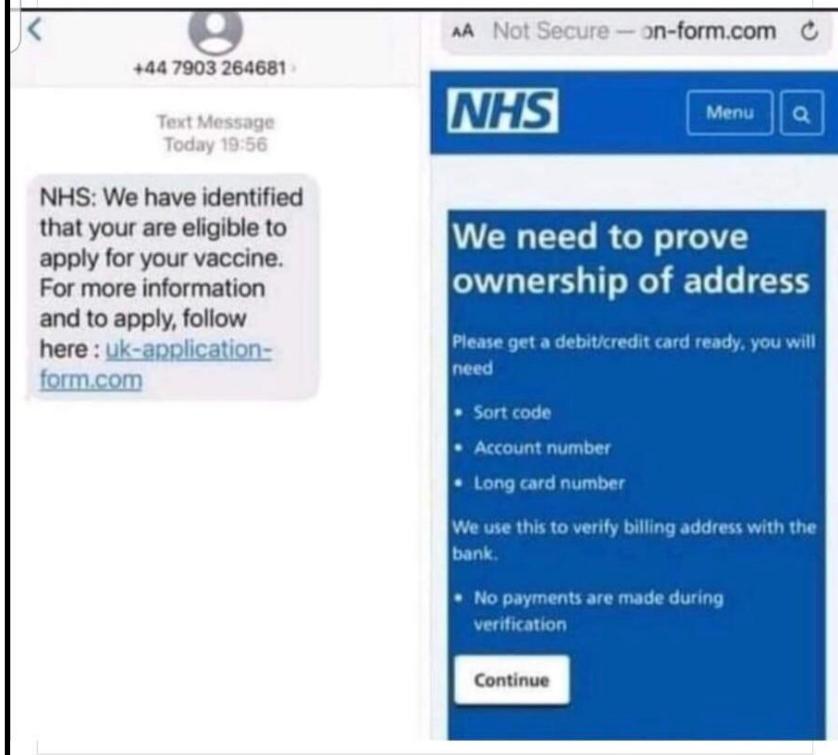 +44 7903 264681
Text Message
Today 19:56
NHS: We have identified
that your are eligible to
apply for your vaccine.
For more information
and to apply, follow
here : uk-application-
form.com
AA Not Secure — on-form.com
NHS
Menu
We need to prove
ownership of address
Please get a debit/credit card ready, you will
need
• Sort code
• Account number
• Long card number
We use this to verify billing address with the
bank.
• No payments are made during
verification
Continue